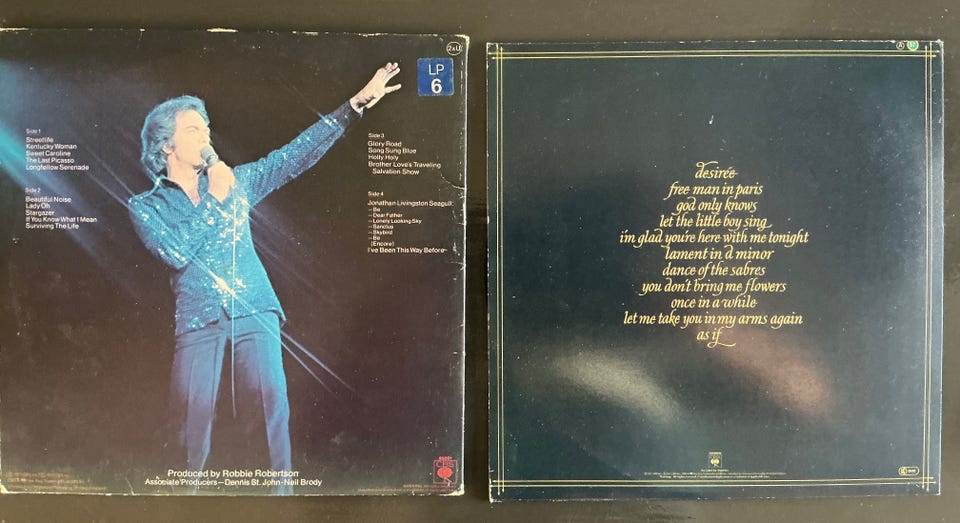 2xU
LP
6
Side 1
Streetlife
Kentucky Woman
Sweet Caroline
The Last Picasso
Longfellow Serenade
Side 2
Beautiful Noise
Lady Oh
Stargazer
If You Know What I Mean
Surviving The Life
Side 3
Glory Road
Song Sung Blue
Holly Holy
Brother Love's Traveling
Salvation Show
Side 4
Jonathan Livingston Seagull:
—Be
—Dear Father
—Lonely Looking Sky
—Sanctus
—Skybird
—Be
(Encore)
I've Been This Way Before
Produced by Robbie Robertson
Associate Producers—Dennis St. John-Neil Brody
CBS
A
desirée
free man in paris
god only knows
let the little boy sing
i'm glad you're here with me tonight
lament in d minor
dance of the sabres
you don't bring me flowers
once in a while
let me take you in my arms again
as if